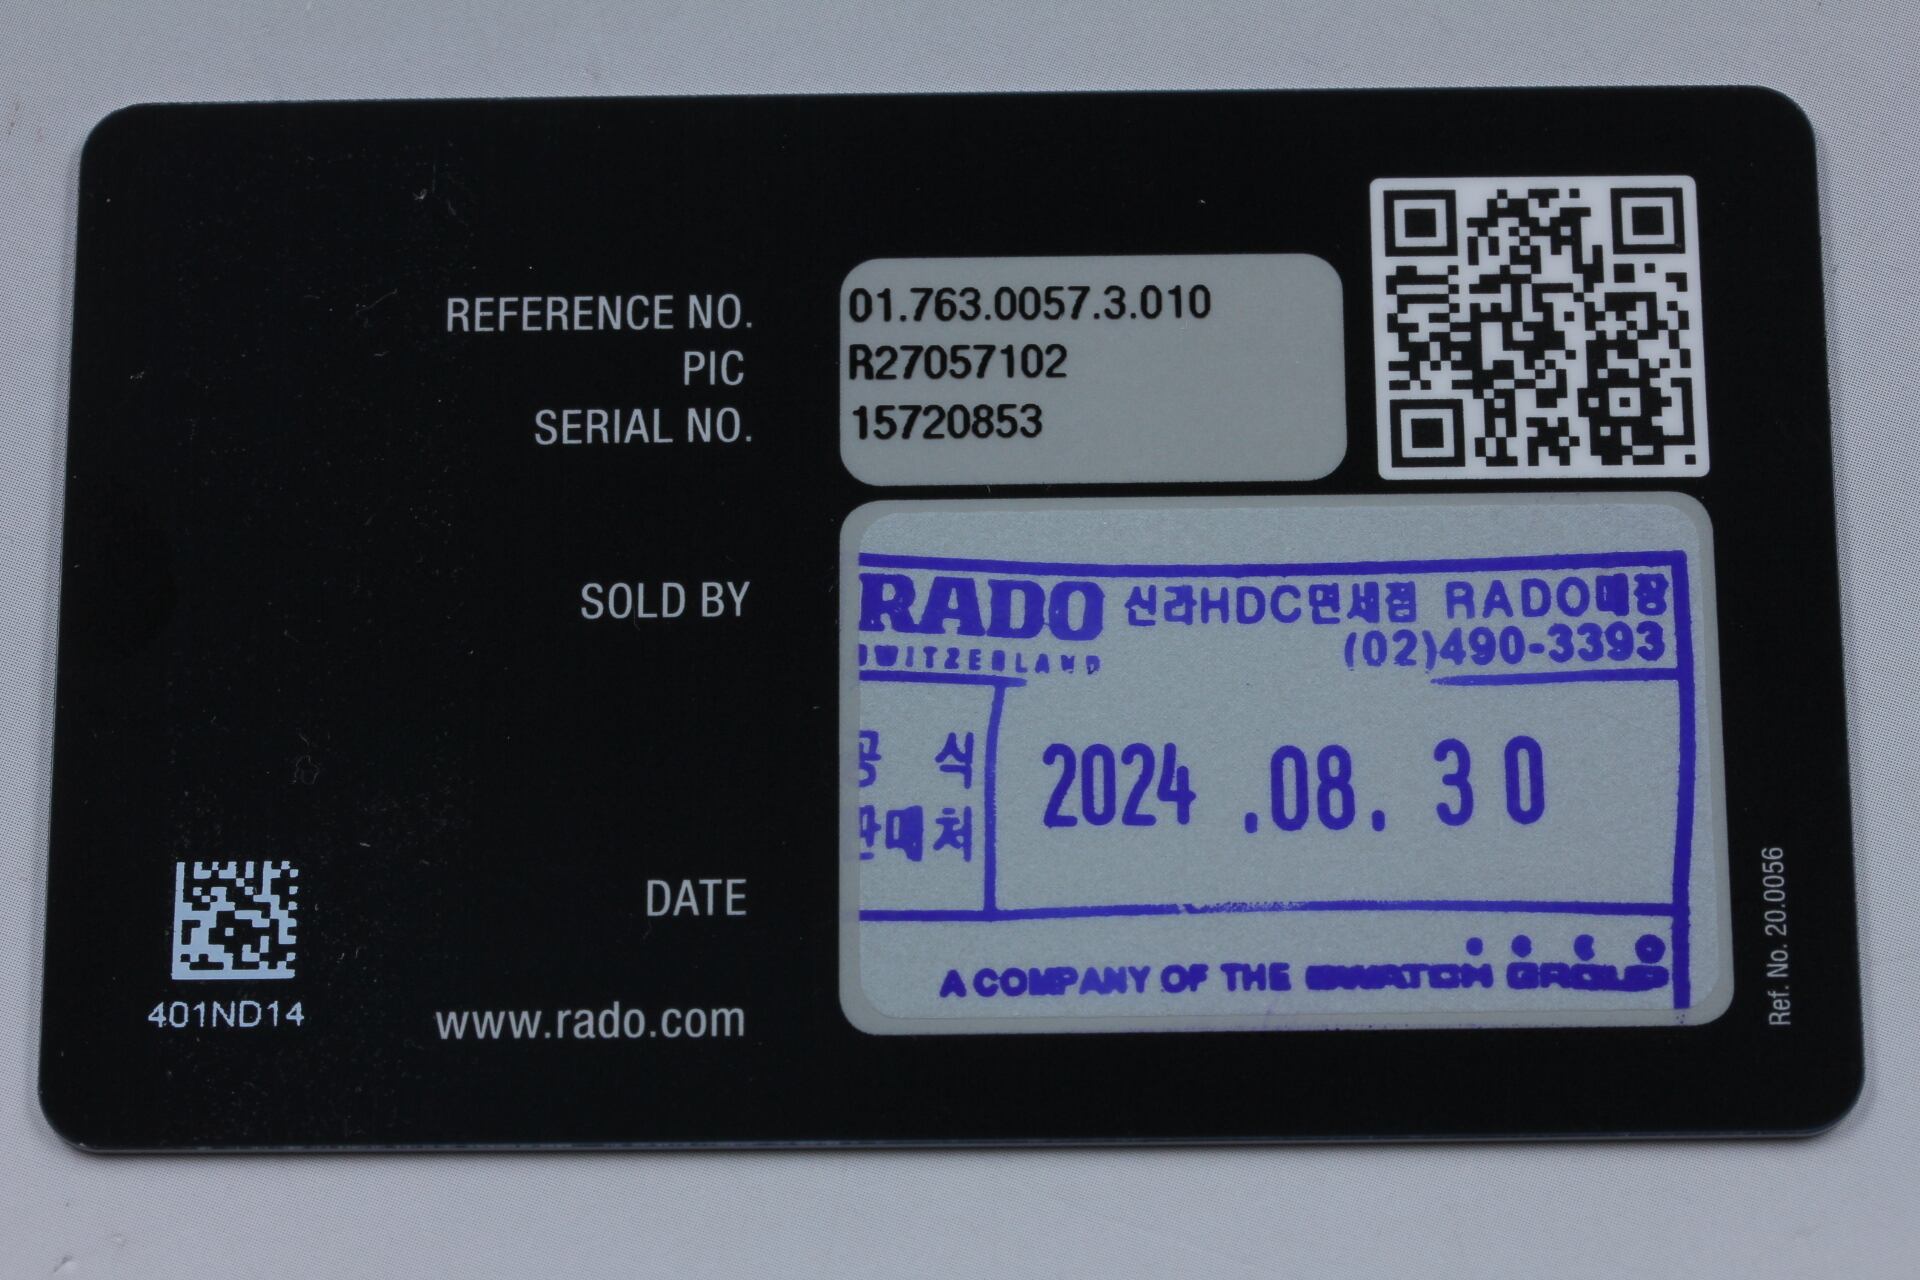 REFERENCE NO. 01.763.0057.3.010
PIC R27057102
SERIAL NO. 15720853
SOLD BY
RADO 신라HDC면세점 RADO매장
SWITZERLAND (02)490-3393
공 식
판매처
2024 .08. 30
DATE
A COMPANY OF THE SWATCH GROUP
401ND14
www.rado.com
Ref. No. 20.0056